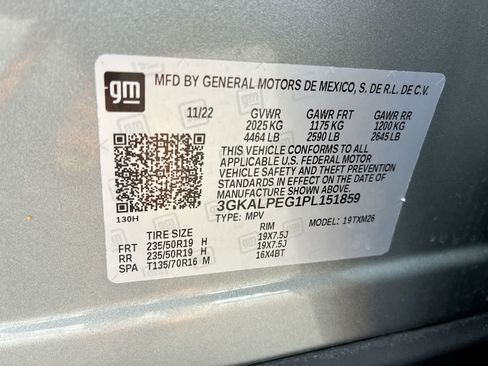 gm
MFD BY GENERAL MOTORS DE MEXICO, S. DE R.L. DE C.V.
11/22 GVWR GAWR FRT GAWR RR
2025 KG 1175 KG 1200 KG
4464 LB 2590 LB 2645 LB
THIS VEHICLE CONFORMS TO ALL
APPLICABLE U.S. FEDERAL MOTOR
VEHICLE SAFETY AND THEFT PREVENTION
STANDARDS IN EFFECT ON THE DATE OF
MANUFACTURE SHOWN ABOVE.
3GKALPEG1PL151859
130H TYPE: MPV MODEL: 19TXM26
TIRE SIZE RIM
FRT 235/50R19 H 19X7.5J
RR 235/50R19 H 19X7.5J
SPA T135/70R16 M 16X4BT